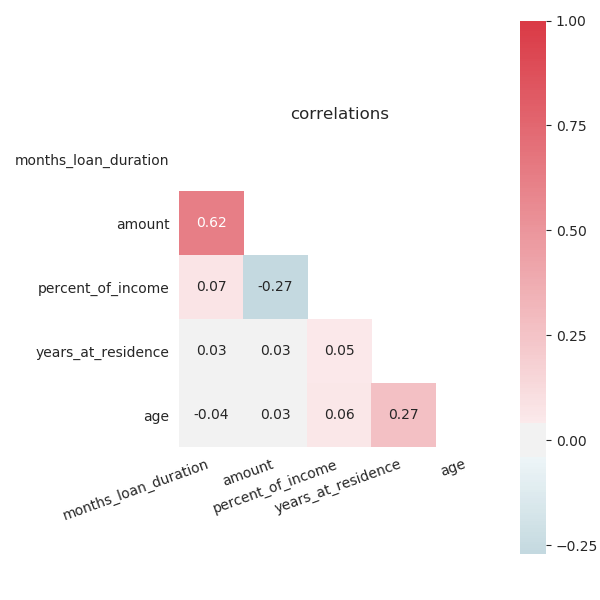 correlations
months_loan_duration
amount 0.62
percent_of_income 0.07 -0.27
years_at_residence 0.03 0.03 0.05
age -0.04 0.03 0.06 0.27
months_loan_duration amount percent_of_income years_at_residence age
1.00
0.75
0.50
0.25
0.00
−0.25